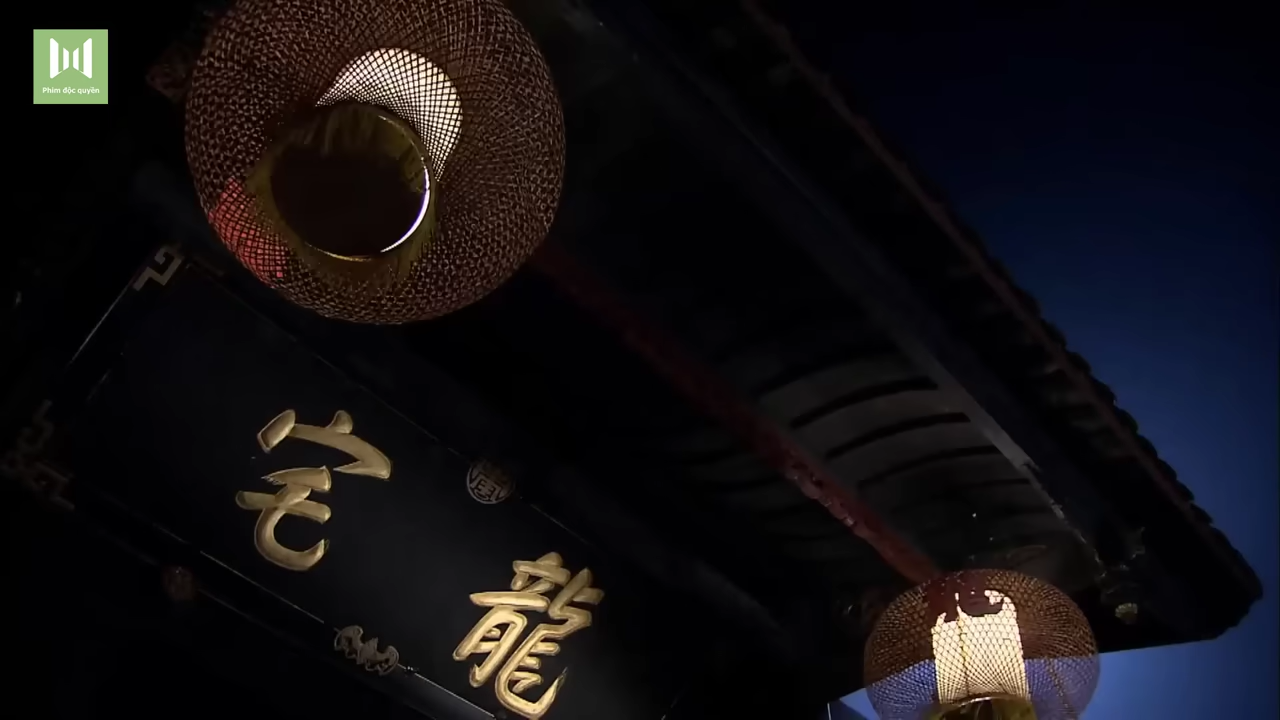 Phim độc quyền
宅龍